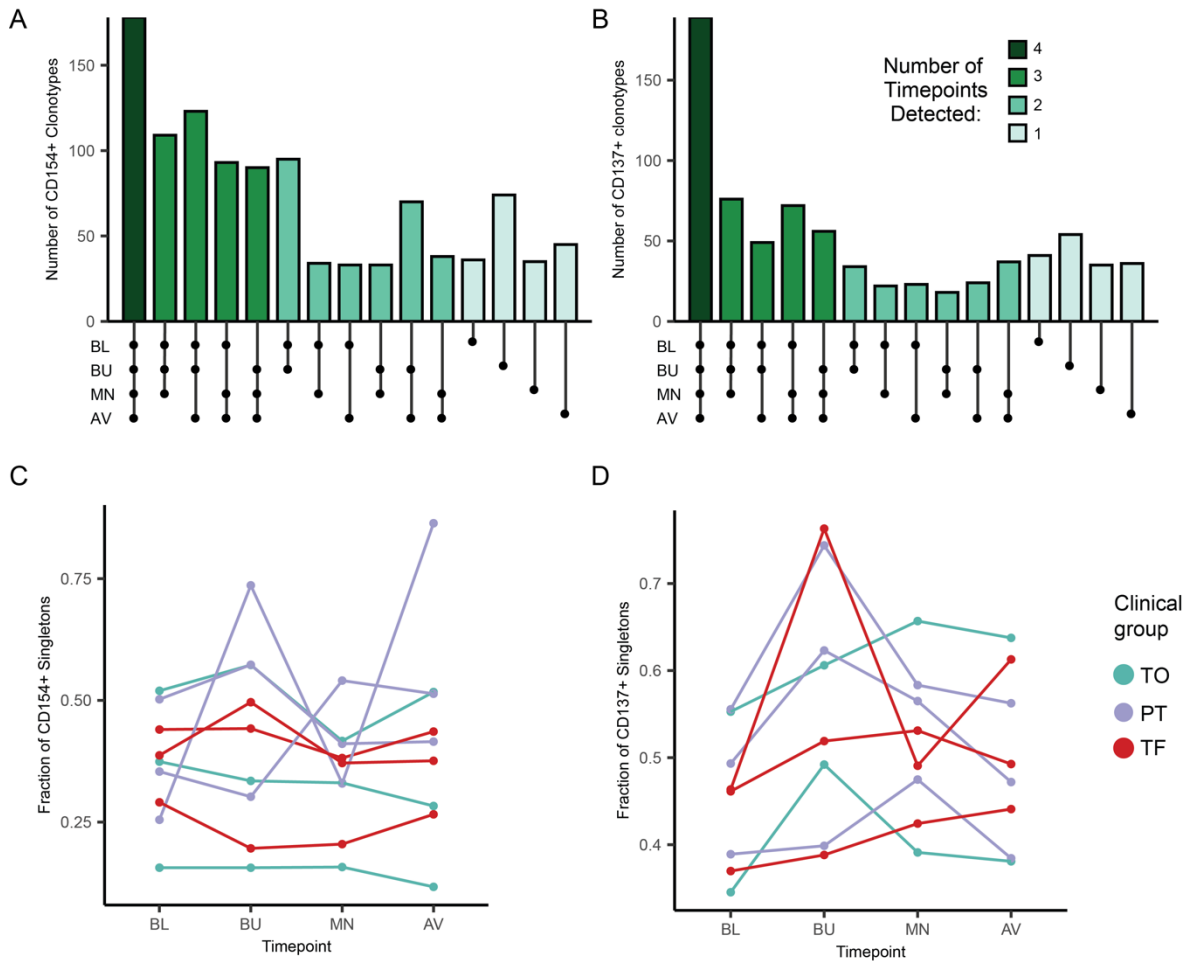 A
Number of CD154+ Clonotypes
150
100
50
0
BL
BU
MN
AV
B
Number of CD137+ clonotypes
150
100
50
0
BL
BU
MN
AV
Number of
Timepoints
Detected:
4
3
2
1
C
Fraction of CD154+ Singletons
0.75
0.50
0.25
BL BU MN AV
Timepoint
D
Fraction of CD137+ Singletons
0.7
0.6
0.5
0.4
BL BU MN AV
Timepoint
Clinical
group
TO
PT
TF